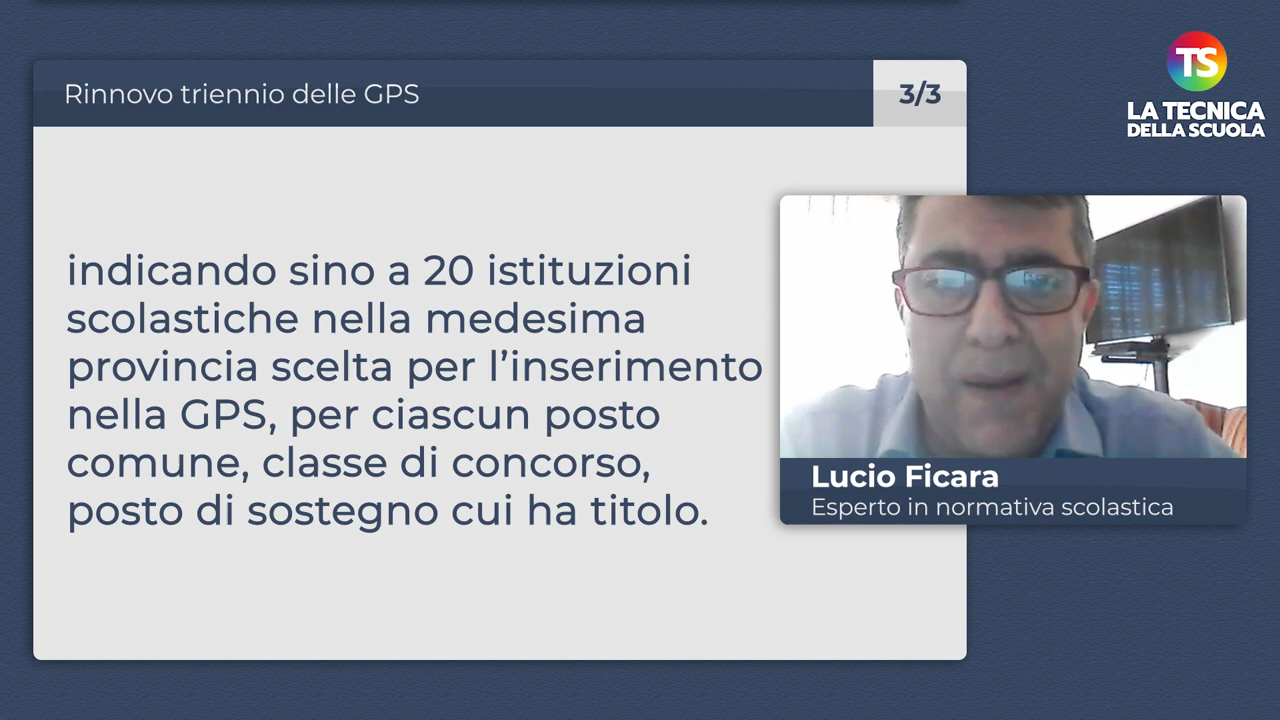 Rinnovo triennio delle GPS
3/3
indicando sino a 20 istituzioni
scolastiche nella medesima
provincia scelta per l’inserimento
nella GPS, per ciascun posto
comune, classe di concorso,
posto di sostegno cui ha titolo.
TS
LA TECNICA
DELLA SCUOLA
Lucio Ficara
Esperto in normativa scolastica